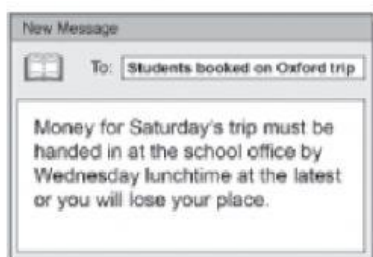 New Message
To: Students booked on Oxford trip
Money for Saturday's trip must be
handed in at the school office by
Wednesday lunchtime at the latest
or you will lose your place.